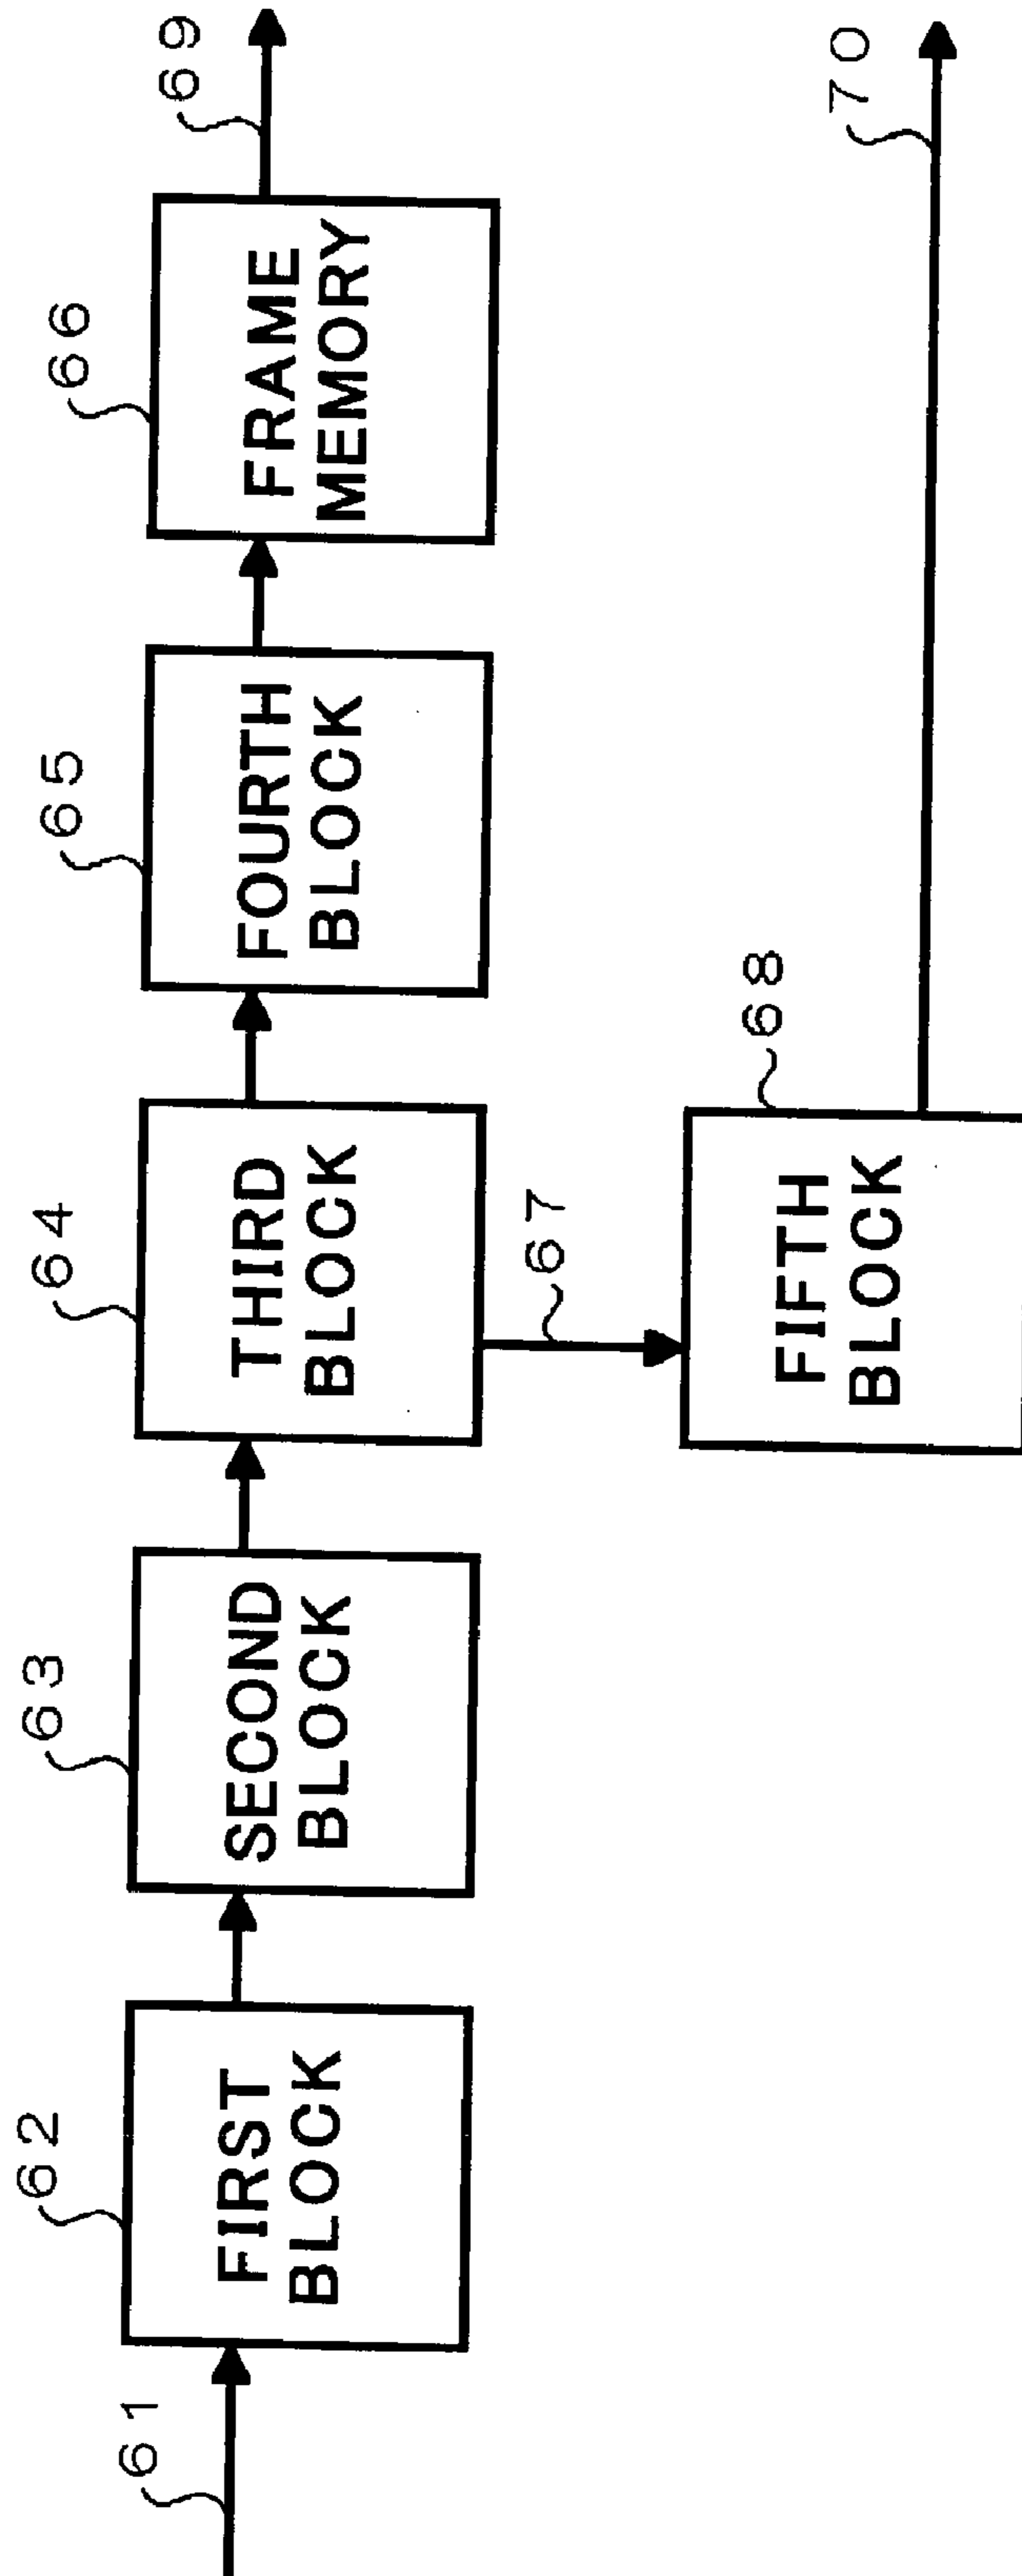 61
62
FIRST
BLOCK
63
SECOND
BLOCK
64
THIRD
BLOCK
65
FOURTH
BLOCK
66
FRAME
MEMORY
69
67
68
FIFTH
BLOCK
70